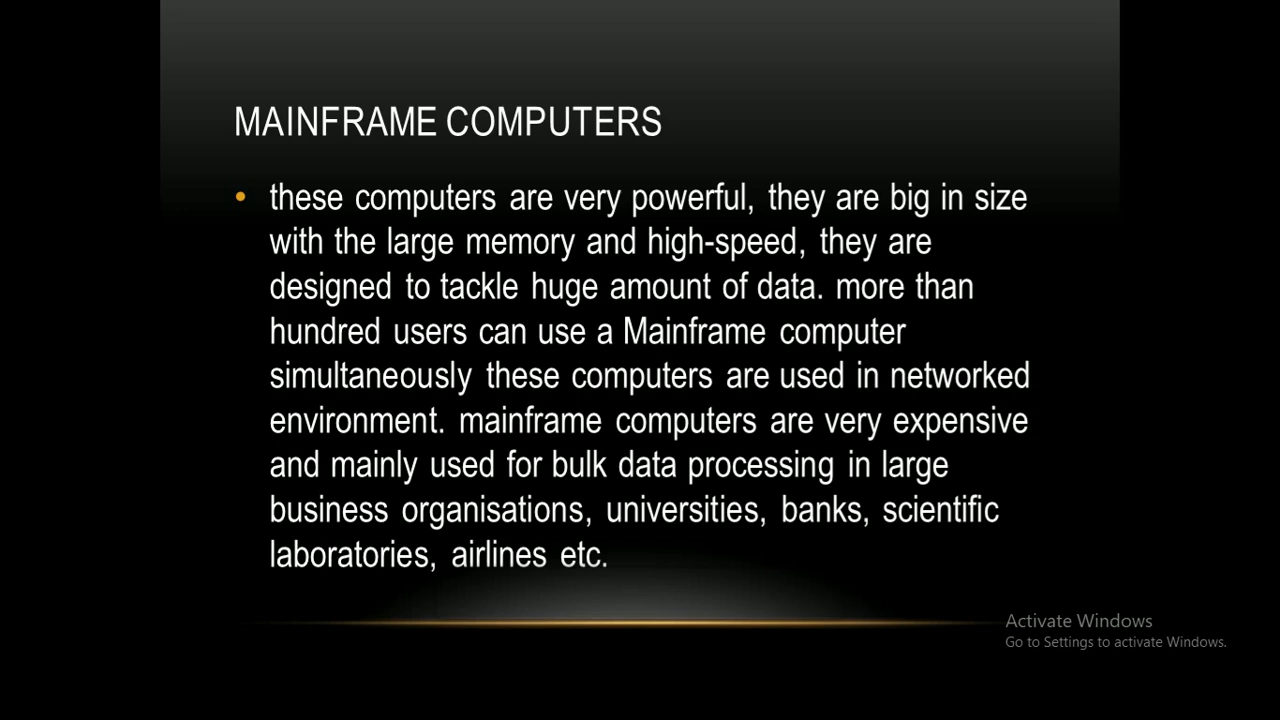 MAINFRAME COMPUTERS
• these computers are very powerful, they are big in size
with the large memory and high-speed, they are
designed to tackle huge amount of data. more than
hundred users can use a Mainframe computer
simultaneously these computers are used in networked
environment. mainframe computers are very expensive
and mainly used for bulk data processing in large
business organisations, universities, banks, scientific
laboratories, airlines etc.
Activate Windows
Go to Settings to activate Windows.